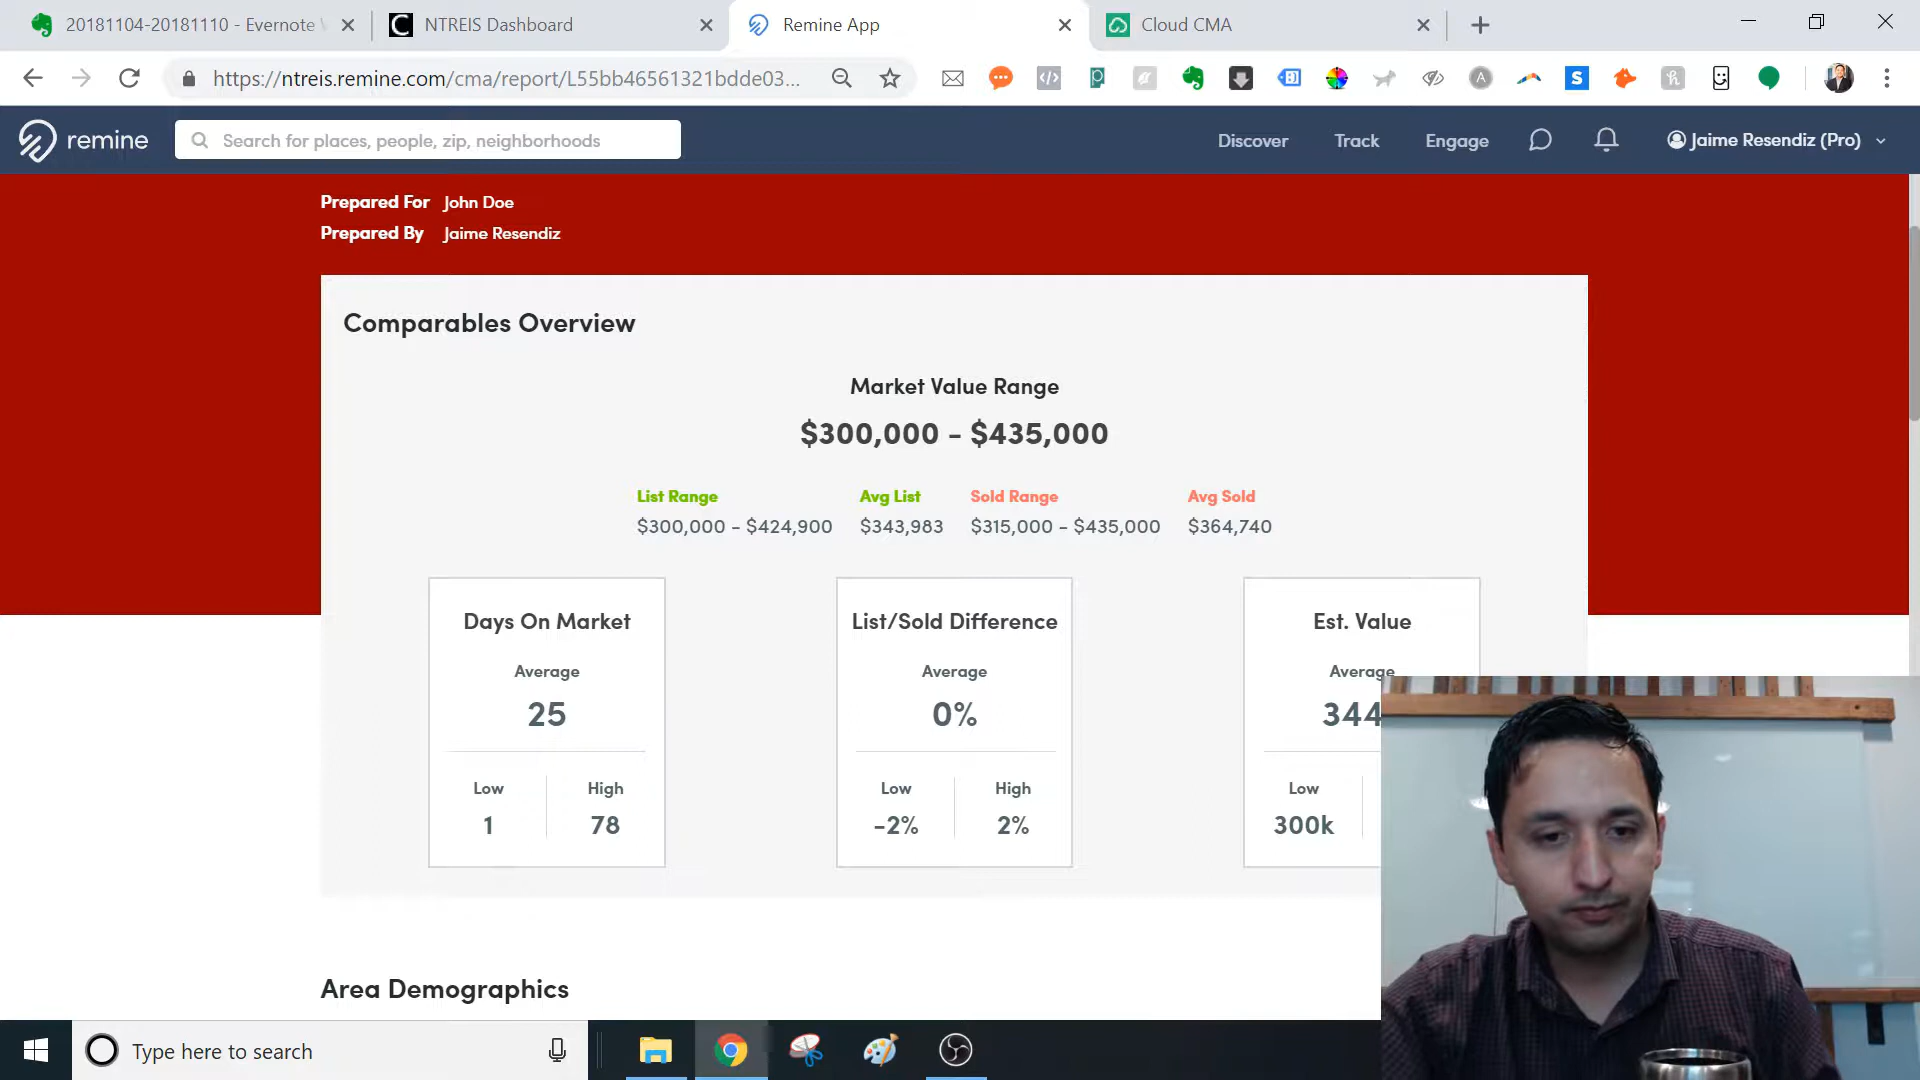 20181104-20181110 - Evernote
NTREIS Dashboard
Remine App
Cloud CMA
https://ntreis.remine.com/cma/report/L55bb46561321bdde03...
remine
Search for places, people, zip, neighborhoods
Discover
Track
Engage
Jaime Resendiz (Pro)
Prepared For John Doe
Prepared By Jaime Resendiz
Comparables Overview
Market Value Range
$300,000 - $435,000
List Range Avg List Sold Range Avg Sold
$300,000 - $424,900 $343,983 $315,000 - $435,000 $364,740
Days On Market
Average
25
Low High
1 78
List/Sold Difference
Average
0%
Low High
-2% 2%
Est. Value
Average
344
Low
300k
Area Demographics
Type here to search